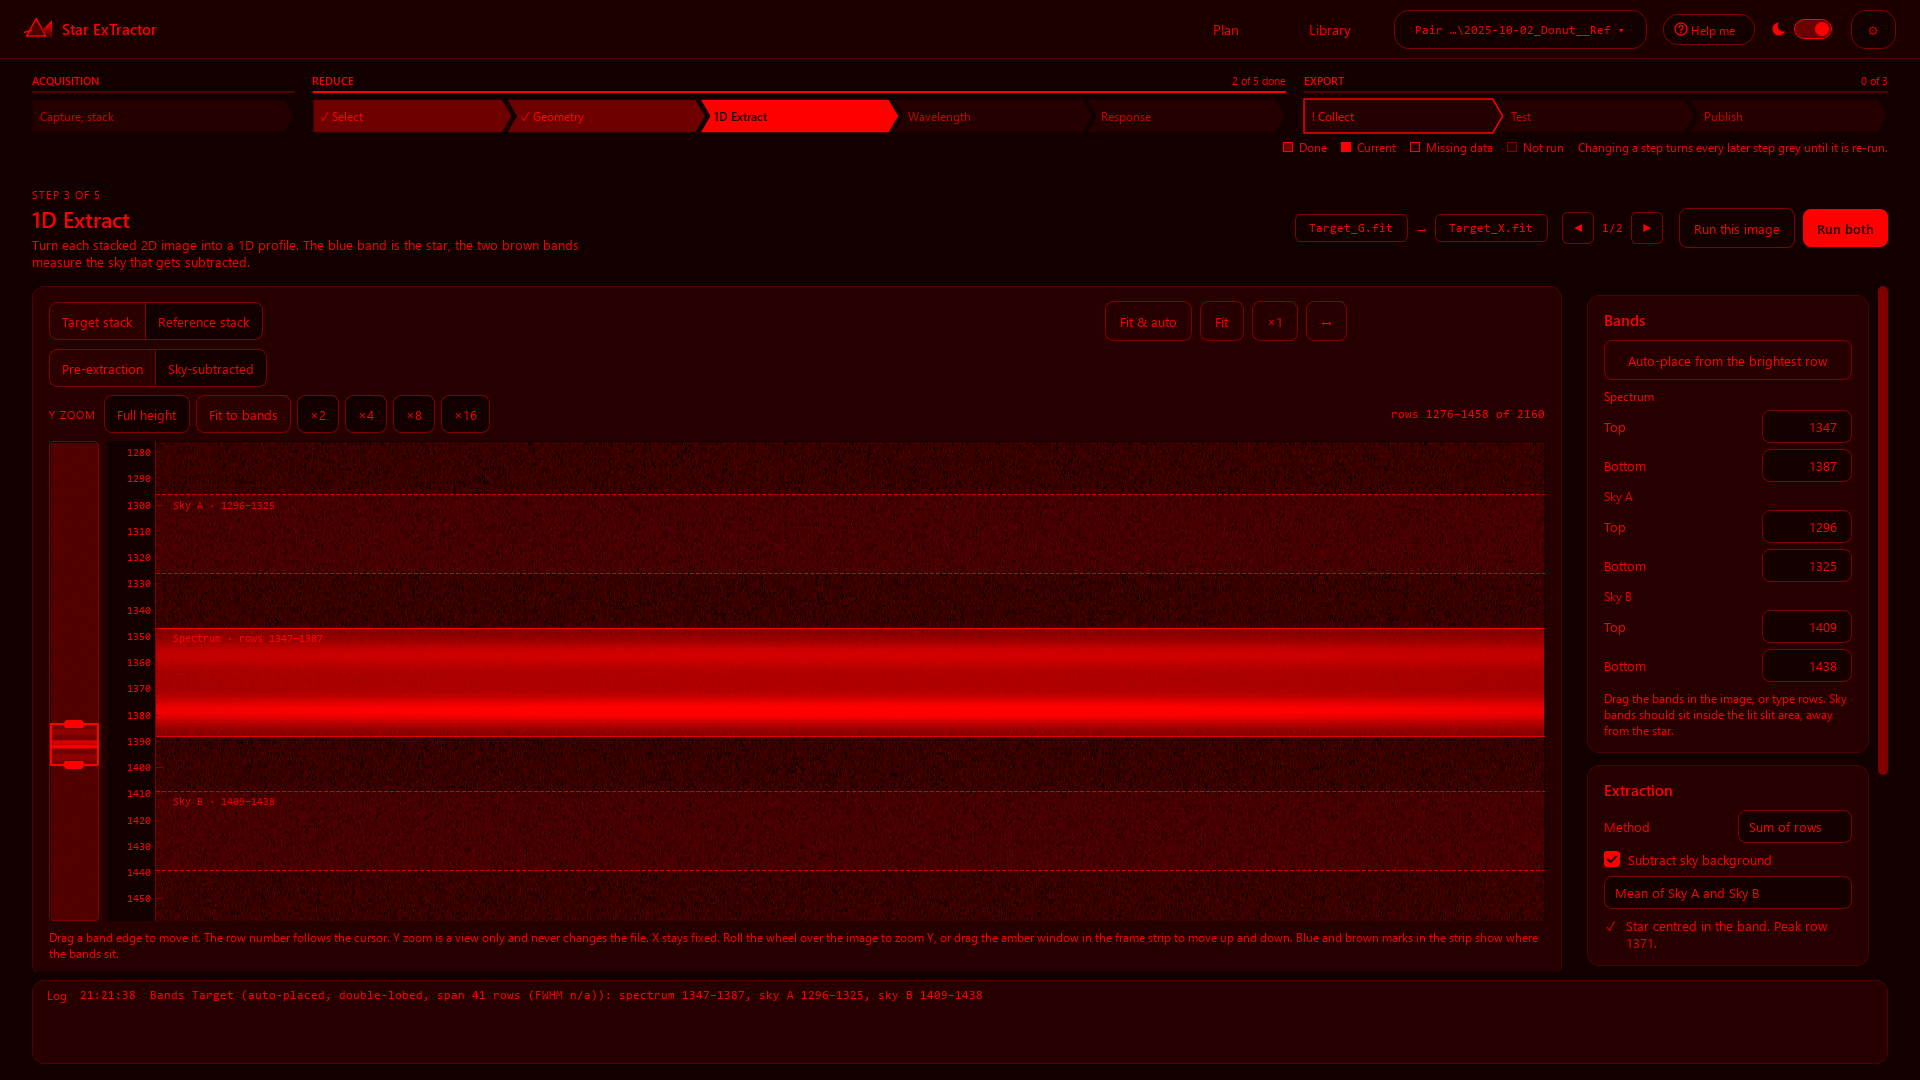 Star ExTractor
Plan
Library
Pair …\2025-10-02_Donut__Ref ▾
Help me
ACQUISITION
REDUCE
2 of 5 done
EXPORT
0 of 3
Capture, stack
✓ Select
✓ Geometry
1D Extract
Wavelength
Response
! Collect
Test
Publish
Done
Current
Missing data
Not run
Changing a step turns every later step grey until it is re-run.
STEP 3 OF 5
1D Extract
Turn each stacked 2D image into a 1D profile. The blue band is the star, the two brown bands
measure the sky that gets subtracted.
Target_G.fit → Target_X.fit
◀ 1/2 ▶
Run this image
Run both
Target stack
Reference stack
Fit & auto
Fit
×1
↔
Pre-extraction
Sky-subtracted
Y ZOOM
Full height
Fit to bands
×2
×4
×8
×16
rows 1276–1458 of 2160
1280
1290
1300
Sky A · 1296–1325
1310
1320
1330
1340
1350
Spectrum · rows 1347–1387
1360
1370
1380
1390
1400
1410
Sky B · 1409–1438
1420
1430
1440
1450
Drag a band edge to move it. The row number follows the cursor. Y zoom is a view only and never changes the file. X stays fixed. Roll the wheel over the image to zoom Y, or drag the amber window in the frame strip to move up and down. Blue and brown marks in the strip show where
the bands sit.
Bands
Auto-place from the brightest row
Spectrum
Top 1347
Bottom 1387
Sky A
Top 1296
Bottom 1325
Sky B
Top 1409
Bottom 1438
Drag the bands in the image, or type rows. Sky
bands should sit inside the lit slit area, away
from the star.
Extraction
Method Sum of rows
Subtract sky background
Mean of Sky A and Sky B
✓ Star centred in the band. Peak row
1371.
Log 21:21:38 Bands Target (auto-placed, double-lobed, span 41 rows (FWHM n/a)): spectrum 1347–1387, sky A 1296–1325, sky B 1409–1438